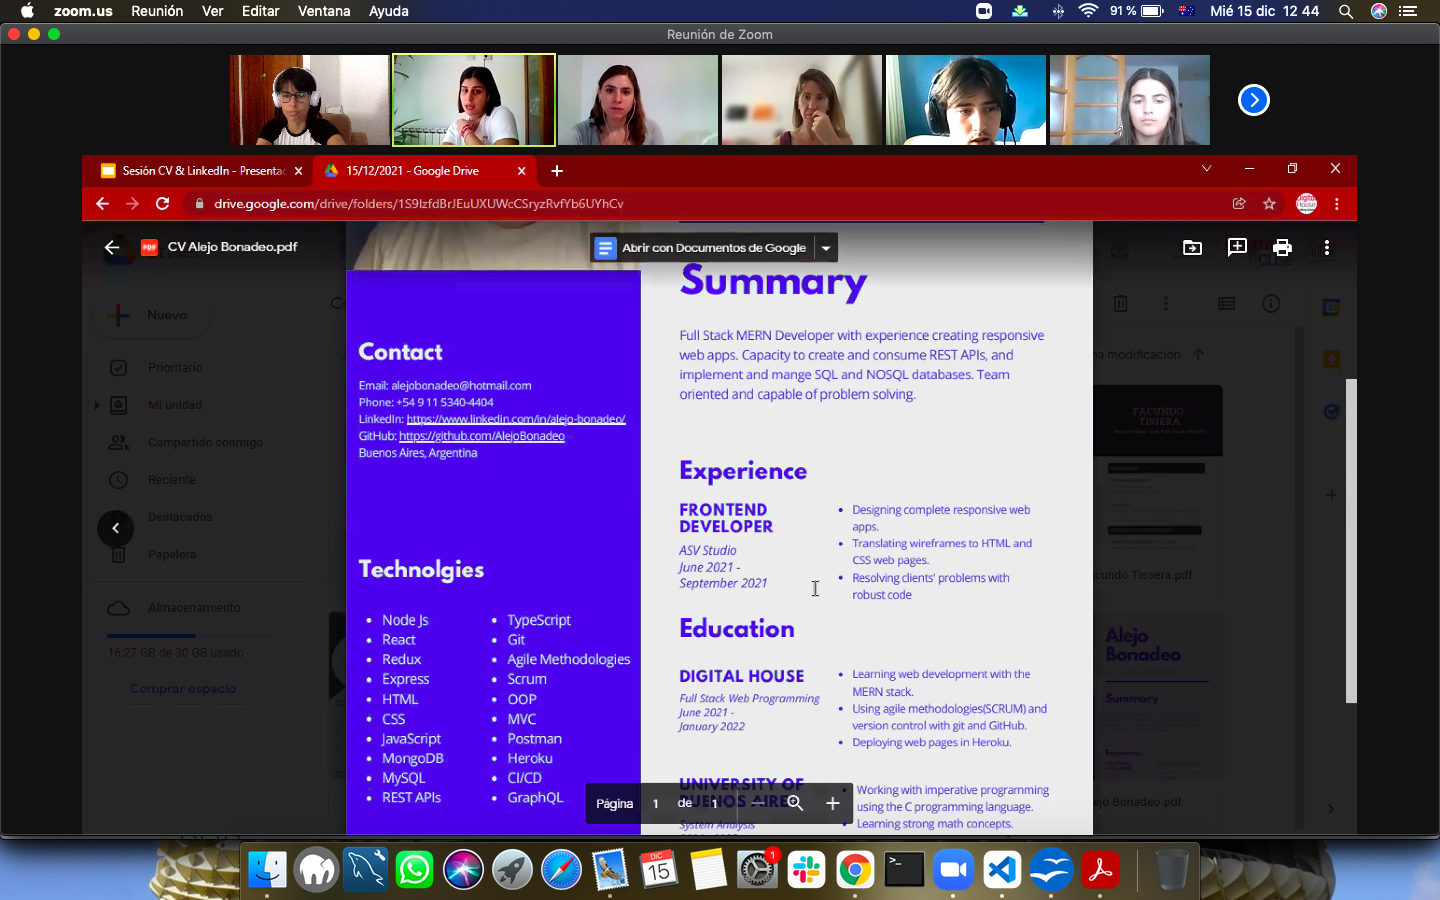 zoom.us Reunión Ver Editar Ventana Ayuda 91 % Mié 15 dic 12 44
Reunión de Zoom
Sesión CV & LinkedIn - Presenta
15/12/2021 - Google Drive
drive.google.com/drive/folders/1S9IzfdBrJEuUXUWcCSryzRvfYb6UYhCv
PDF CV Alejo Bonadeo.pdf
Abrir con Documentos de Google
Nuevo
Prioritario
Mi unidad
Compartido conmigo
Reciente
Destacados
Papelera
Almacenamiento
16,27 GB de 30 GB usado
Comprar espacio
Contact
Email: alejobonadeo@hotmail.com
Phone: +54 9 11 5340-4404
LinkedIn: https://www.linkedin.com/in/alejo-bonadeo/
GitHub: https://github.com/AlejoBonadeo
Buenos Aires, Argentina
Technolgies
Node Js
React
Redux
Express
HTML
CSS
JavaScript
MongoDB
MySQL
REST APIs
TypeScript
Git
Agile Methodologies
Scrum
OOP
MVC
Postman
Heroku
CI/CD
GraphQL
Summary
Full Stack MERN Developer with experience creating responsive
web apps. Capacity to create and consume REST APIs, and
implement and mange SQL and NOSQL databases. Team
oriented and capable of problem solving.
Experience
FRONTEND
DEVELOPER
ASV Studio
June 2021 -
September 2021
Designing complete responsive web
apps.
Translating wireframes to HTML and
CSS web pages.
Resolving clients' problems with
robust code
Education
DIGITAL HOUSE
Full Stack Web Programming
June 2021 -
January 2022
Learning web development with the
MERN stack.
Using agile methodologies(SCRUM) and
version control with git and GitHub.
Deploying web pages in Heroku.
UNIVERSITY OF
BUENOS AIRES
System Analysis
Working with imperative programming
using the C programming language.
Learning strong math concepts.
Página 1 de 1
na modificación
FACUNDO
TISSERA
cundo Tissera.pdf
Alejo
Bonadeo
Summary
Experience
ejo Bonadeo.pdf
DIC
15
1